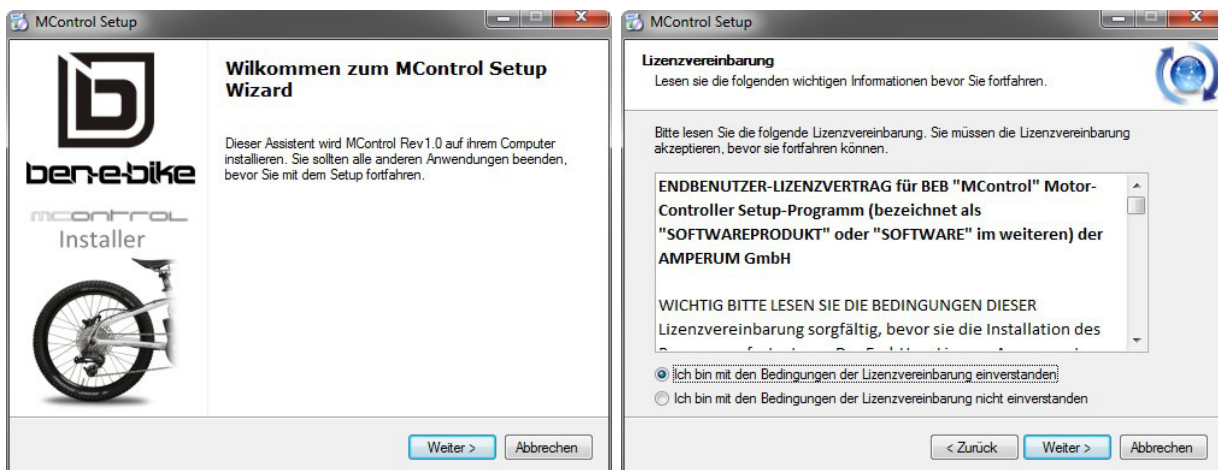 MControl Setup
ben-e-bike
mcontrol
Installer
Wilkommen zum MControl Setup
Wizard
Dieser Assistent wird MControl Rev1.0 auf ihrem Computer
installieren. Sie sollten alle anderen Anwendungen beenden,
bevor Sie mit dem Setup fortfahren.
Weiter >
Abbrechen
MControl Setup
Lizenzvereinbarung
Lesen sie die folgenden wichtigen Informationen bevor Sie fortfahren.
Bitte lesen Sie die folgende Lizenzvereinbarung. Sie müssen die Lizenzvereinbarung
akzeptieren, bevor sie fortfahren können.
ENDBENUTZER-LIZENZVERTRAG für BEB "MControl" Motor-
Controller Setup-Programm (bezeichnet als
"SOFTWAREPRODUKT" oder "SOFTWARE" im weiteren) der
AMPERUM GmbH
WICHTIG BITTE LESEN SIE DIE BEDINGUNGEN DIESER
Lizenzvereinbarung sorgfältig, bevor sie die Installation des
Ich bin mit den Bedingungen der Lizenzvereinbarung einverstanden
Ich bin mit den Bedingungen der Lizenzvereinbarung nicht einverstanden
< Zurück
Weiter >
Abbrechen